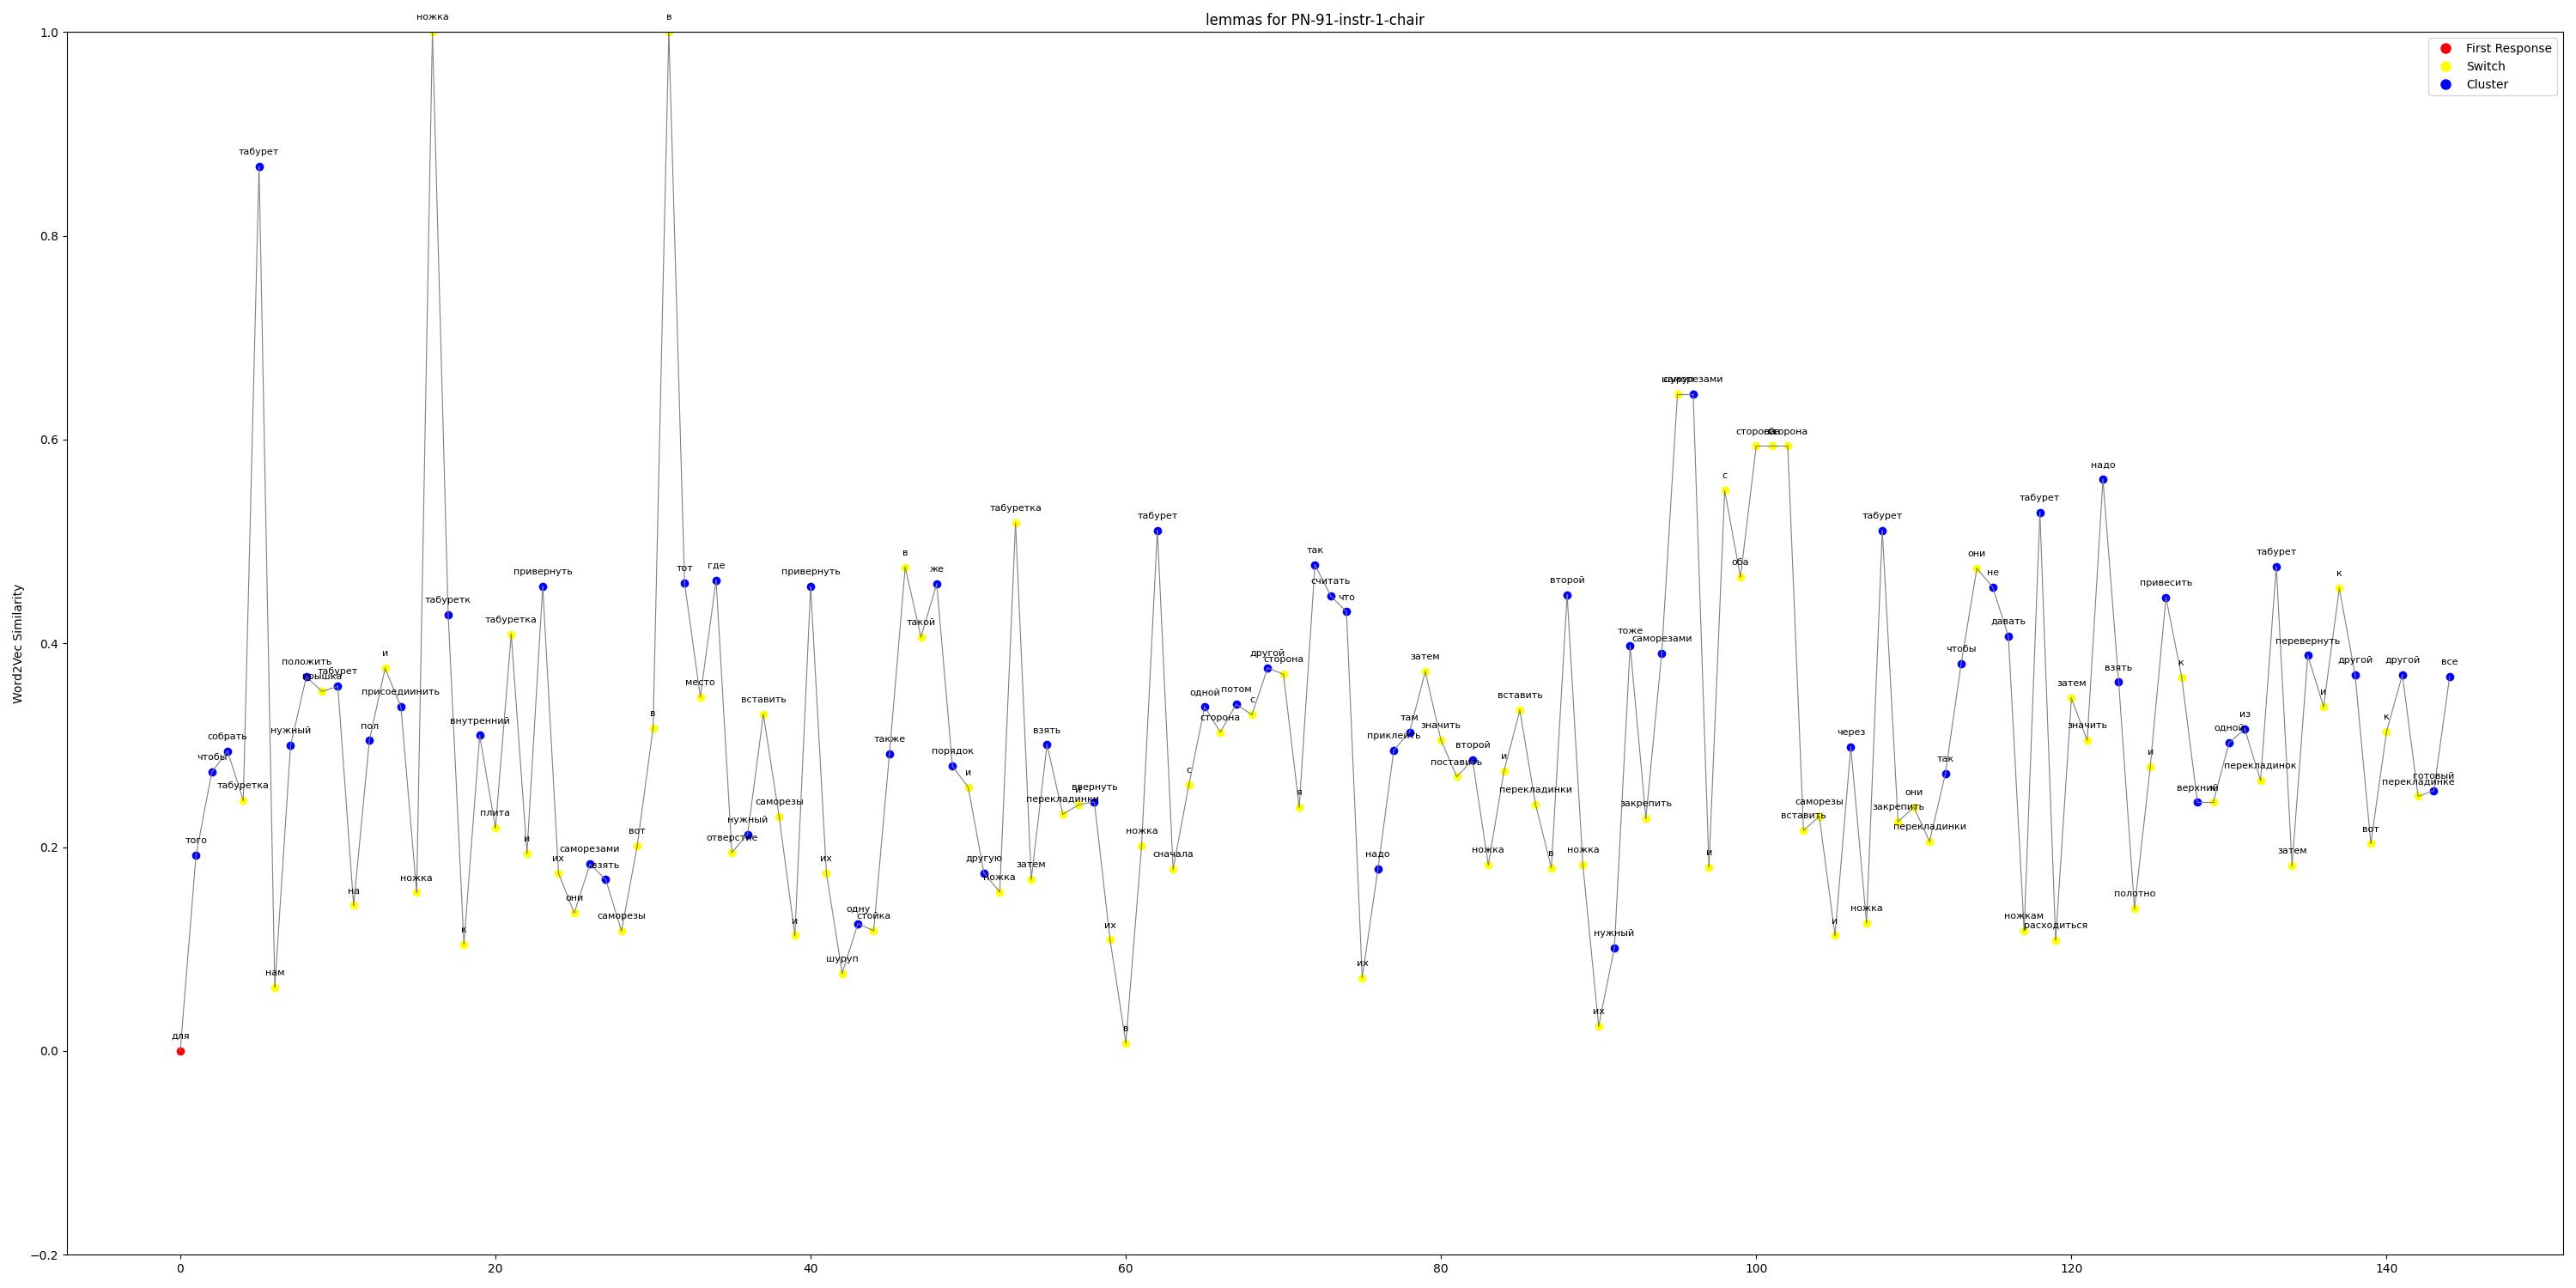 lemmas for PN-91-instr-1-chair
First Response
Switch
Cluster
Word2Vec Similarity
1.0
0.8
0.6
0.4
0.2
0.0
−0.2
0
20
40
60
80
100
120
140
для
того
чтобы
собрать
табуретка
табурет
нам
нужный
положить
крышка
табурет
на
пол
и
присоединить
ножка
ножка
табуретк
к
внутренний
плита
табуретка
и
привернуть
их
они
саморезами
взять
саморезы
вот
в
в
тот
место
где
отверстие
нужный
вставить
саморезы
и
привернуть
их
шуруп
одну
стойка
также
в
такой
же
порядок
и
другую
ножка
табуретка
затем
взять
перекладинки
и
ввернуть
их
в
ножка
табурет
сначала
с
одной
сторона
потом
с
другой
сторона
я
так
считать
что
их
надо
приклеить
там
затем
значить
поставить
второй
ножка
и
вставить
перекладинки
в
второй
ножка
их
нужный
тоже
закрепить
саморезами
саморезами
и
с
оба
сторона
сторона
вставить
саморезы
и
через
ножка
табурет
закрепить
они
перекладинки
так
чтобы
они
не
давать
ножкам
табурет
расходиться
затем
значить
надо
взять
полотно
и
привесить
к
верхний
одной
из
перекладинок
табурет
затем
перевернуть
и
к
другой
вот
к
другой
перекладинке
готовый
все